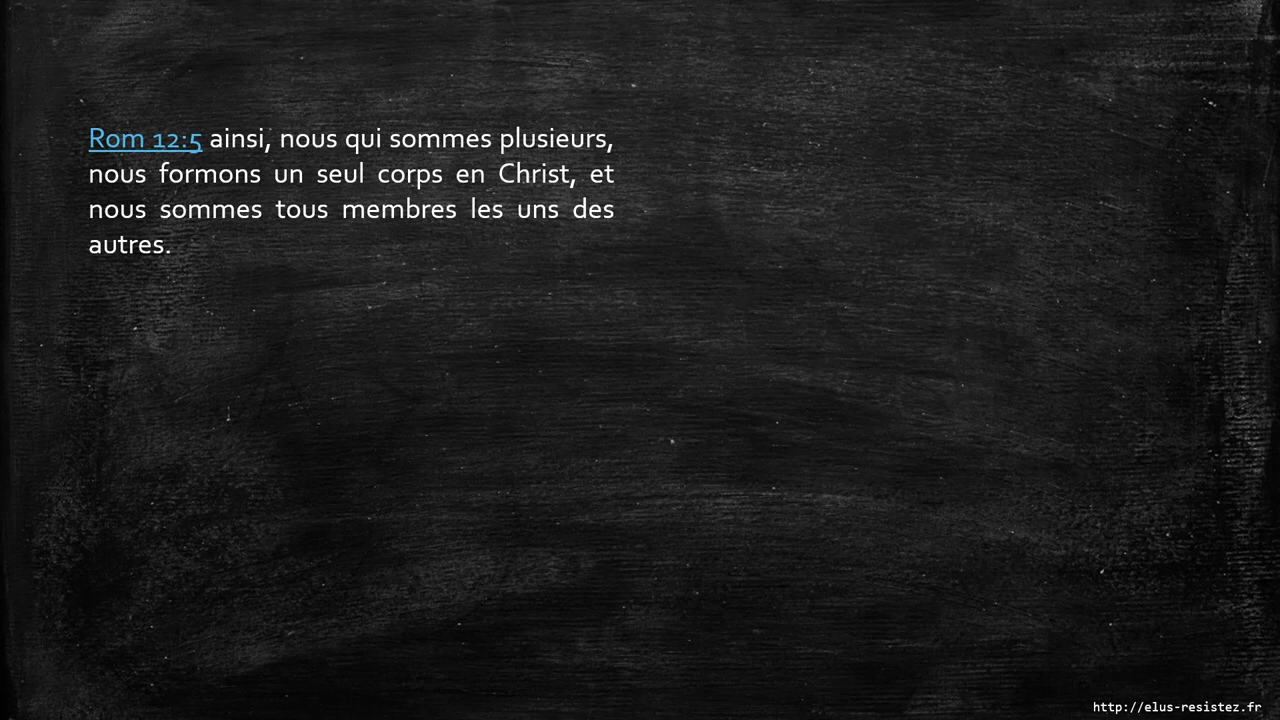 Rom 12:5 ainsi, nous qui sommes plusieurs,
nous formons un seul corps en Christ, et
nous sommes tous membres les uns des
autres.
http://elus-resistez.fr